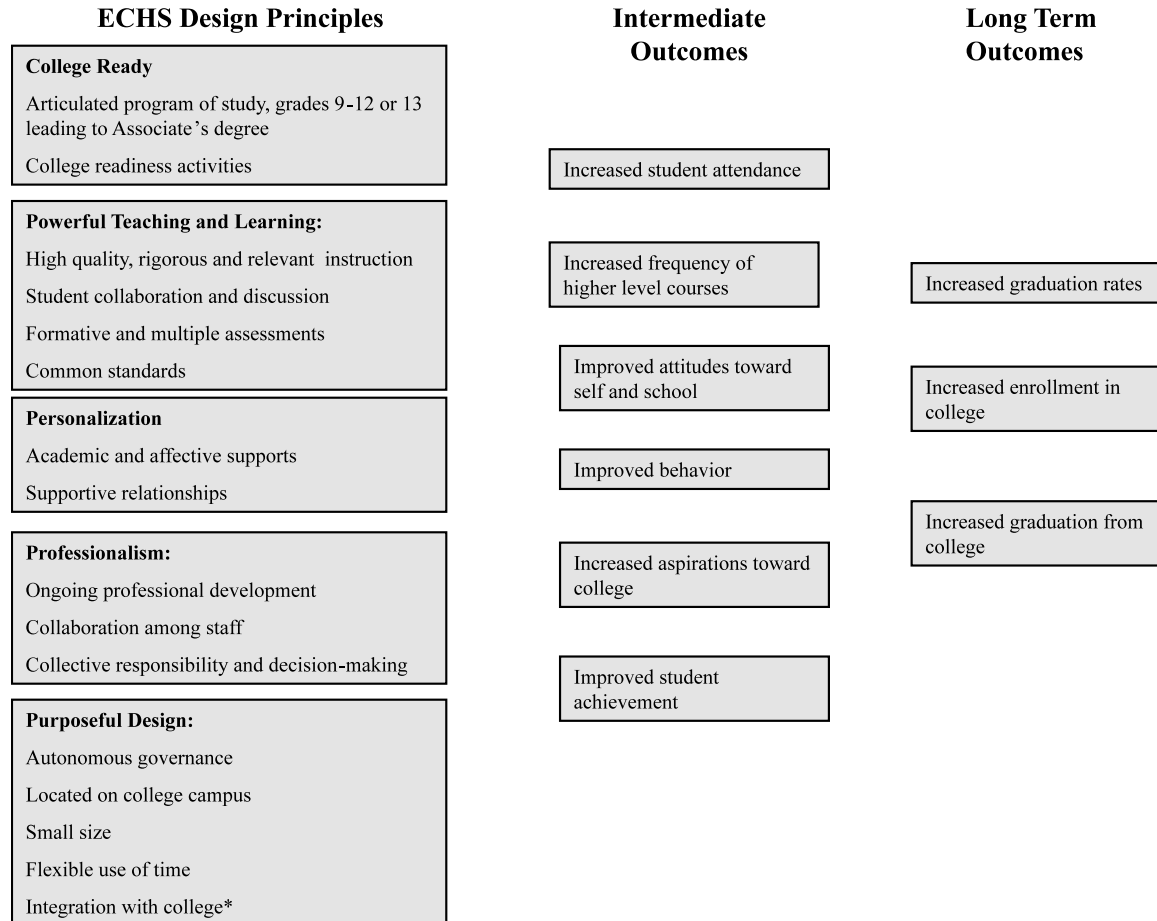 ECHS Design Principles
College Ready
Articulated program of study, grades 9-12 or 13
leading to Associate's degree
College readiness activities
Powerful Teaching and Learning:
High quality, rigorous and relevant instruction
Student collaboration and discussion
Formative and multiple assessments
Common standards
Personalization
Academic and affective supports
Supportive relationships
Professionalism:
Ongoing professional development
Collaboration among staff
Collective responsibility and decision-making
Purposeful Design:
Autonomous governance
Located on college campus
Small size
Flexible use of time
Integration with college*
Intermediate
Outcomes
Increased student attendance
Increased frequency of
higher level courses
Improved attitudes toward
self and school
Improved behavior
Increased aspirations toward
college
Improved student
achievement
Long Term
Outcomes
Increased graduation rates
Increased enrollment in
college
Increased graduation from
college